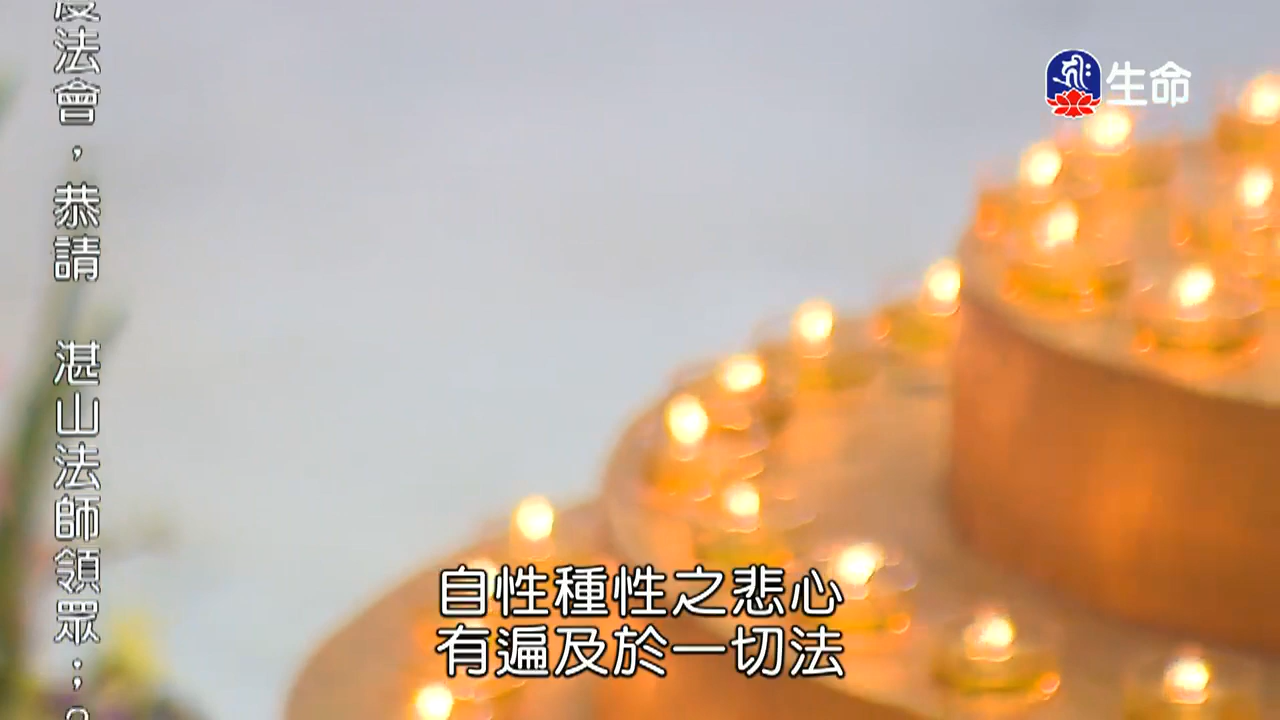 法會，恭請　湛山法師領眾；
生命
自性種性之悲心
有遍及於一切法